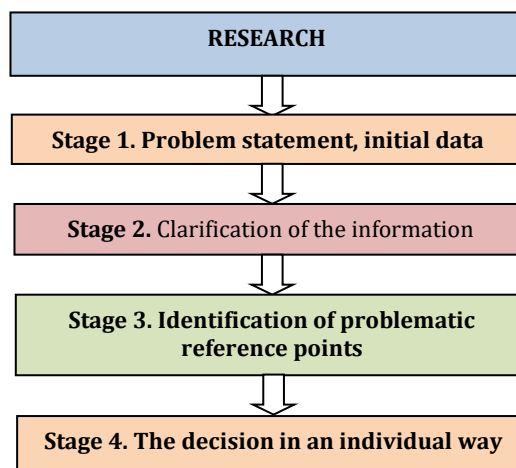 RESEARCH
Stage 1. Problem statement, initial data
Stage 2. Clarification of the information
Stage 3. Identification of problematic
reference points
Stage 4. The decision in an individual way